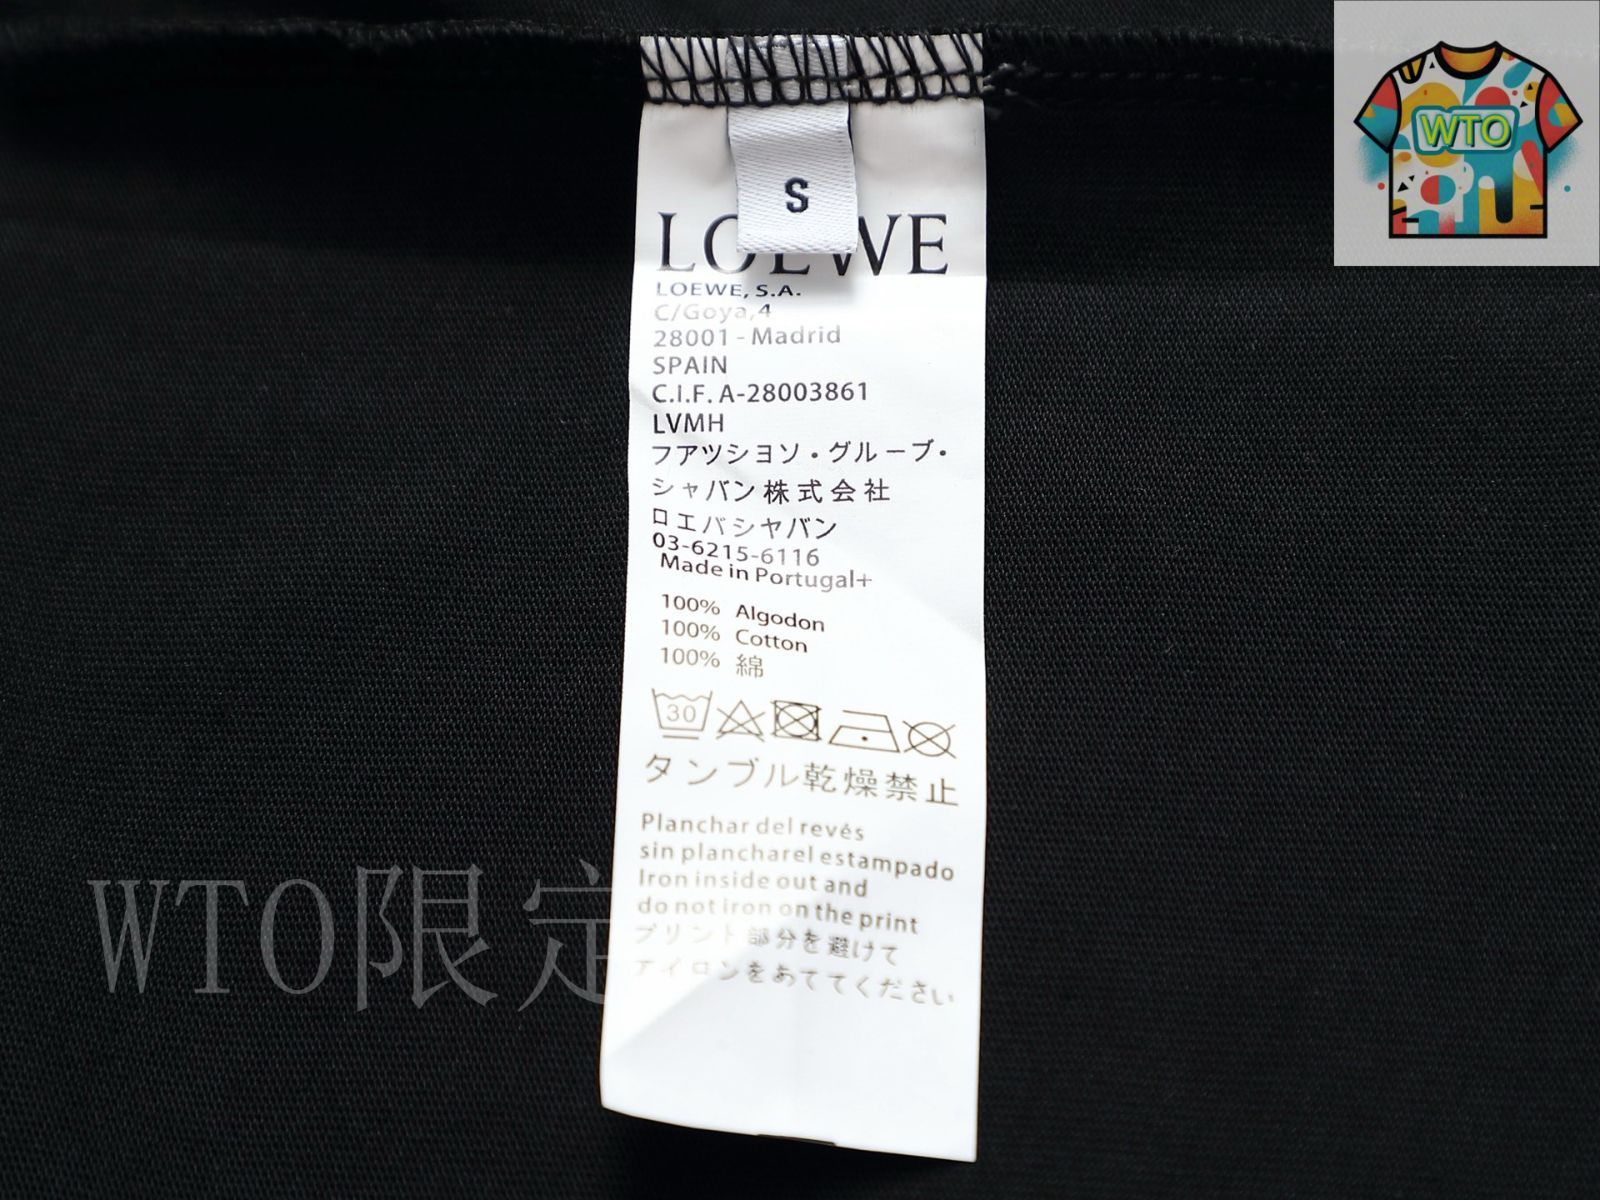 WTO
S
LOEWE
LOEWE, S.A.
C/Goya,4
28001 - Madrid
SPAIN
C.I.F. A-28003861
LVMH
フアツシヨソ・グループ・
シャバン株式会社
ロエバシヤバン
03-6215-6116
Made in Portugal+
100% Algodon
100% Cotton
100% 綿
30
タンブル乾燥禁止
Planchar del revés
sin plancharel estampado
Iron inside out and
do not iron on the print
プリント部分を避けて
アイロンをあててください
WTO限定